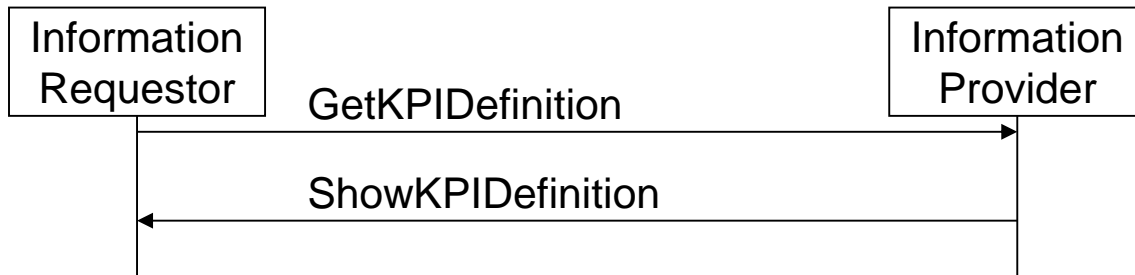 Information
Requestor
Information
Provider
GetKPIDefinition
ShowKPIDefinition